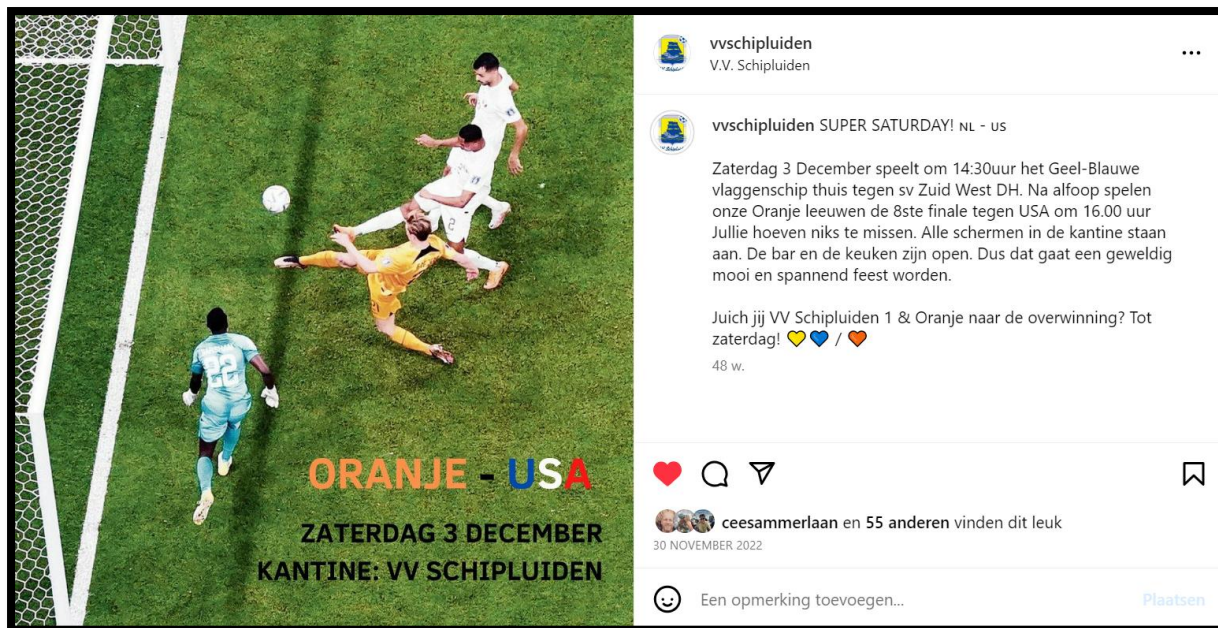 22
2
ORANJE - USA
ZATERDAG 3 DECEMBER
KANTINE: VV SCHIPLUIDEN
vvschipluiden
V.V. Schipluiden
vvschipluiden SUPER SATURDAY! NL - US
Zaterdag 3 December speelt om 14:30uur het Geel-Blauwe
vlaggenschip thuis tegen sv Zuid West DH. Na alfoop spelen
onze Oranje leeuwen de 8ste finale tegen USA om 16.00 uur
Jullie hoeven niks te missen. Alle schermen in de kantine staan
aan. De bar en de keuken zijn open. Dus dat gaat een geweldig
mooi en spannend feest worden.
Juich jij VV Schipluiden 1 & Oranje naar de overwinning? Tot
zaterdag! 💛💙 / 🧡
48 w.
ceesammerlaan en 55 anderen vinden dit leuk
30 NOVEMBER 2022
Een opmerking toevoegen...
Plaatsen